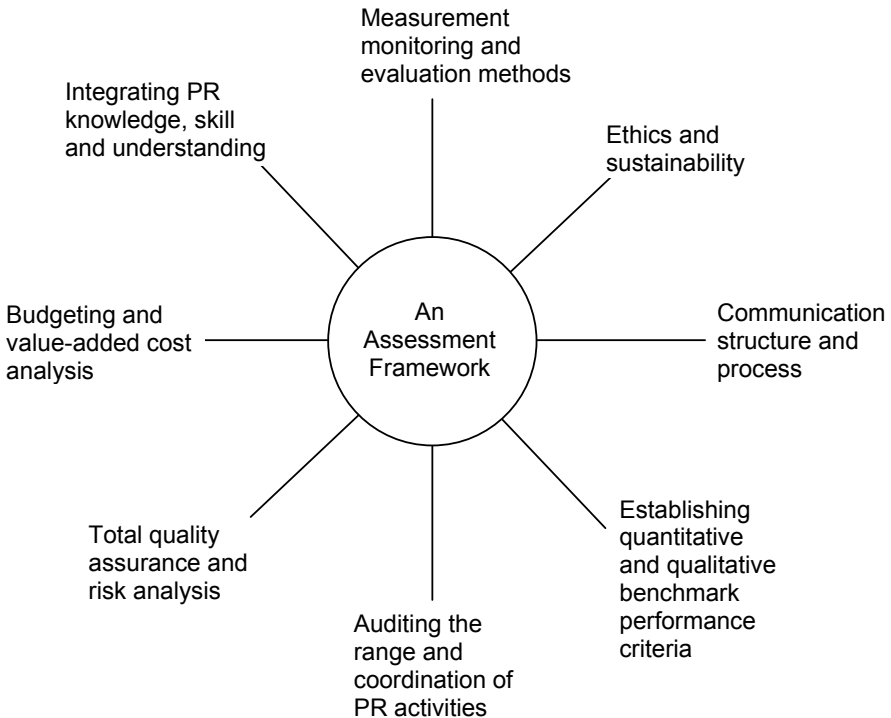 Measurement
monitoring and
evaluation methods
Integrating PR
knowledge, skill
and understanding
Ethics and
sustainability
Budgeting and
value-added cost
analysis
An
Assessment
Framework
Communication
structure and
process
Total quality
assurance and
risk analysis
Establishing
quantitative
and qualitative
benchmark
performance
criteria
Auditing the
range and
coordination of
PR activities